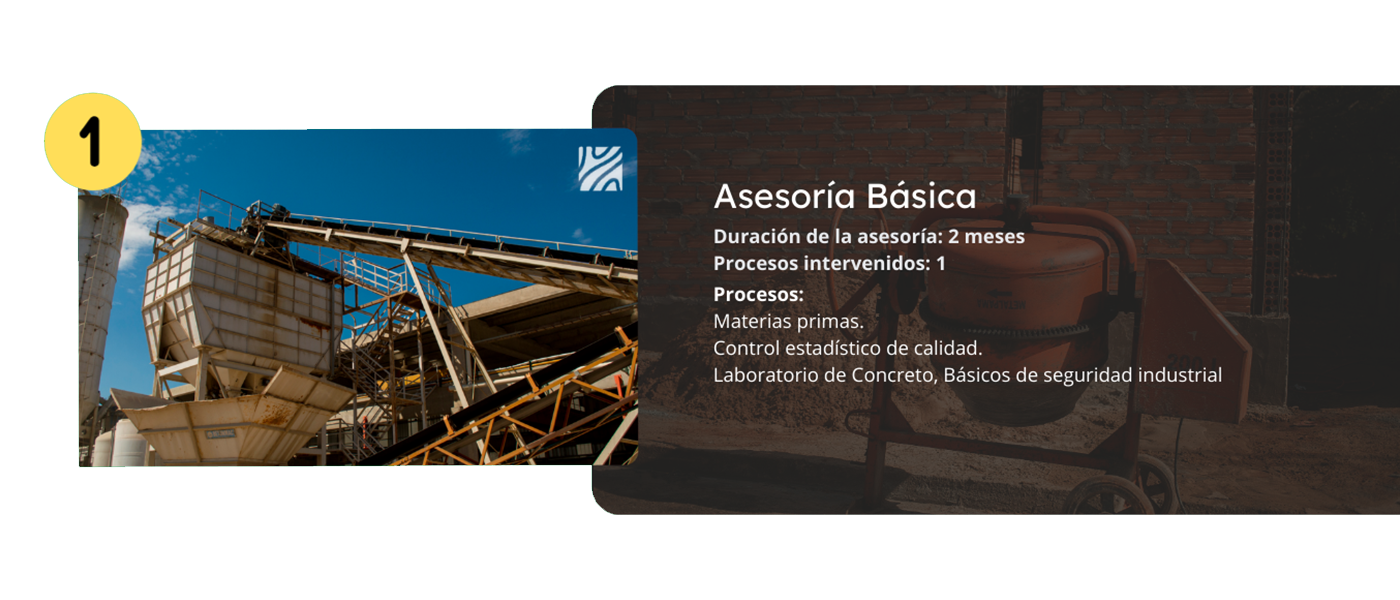 1
Asesoría Básica
Duración de la asesoría: 2 meses
Procesos intervenidos: 1
Procesos:
Materias primas.
Control estadístico de calidad.
Laboratorio de Concreto, Básicos de seguridad industrial